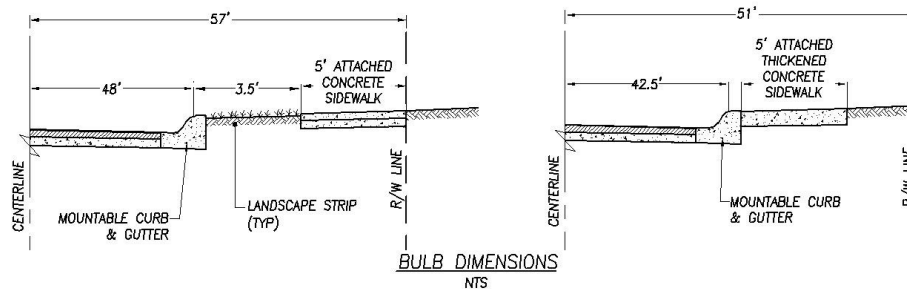 57'
48'
3.5'
5' ATTACHED
CONCRETE
SIDEWALK
CENTERLINE
MOUNTABLE CURB
& GUTTER
LANDSCAPE STRIP
(TYP)
R/W LINE
51'
42.5'
5' ATTACHED
THICKENED
CONCRETE
SIDEWALK
CENTERLINE
MOUNTABLE CURB
& GUTTER
R/W LINE
BULB DIMENSIONS
NTS